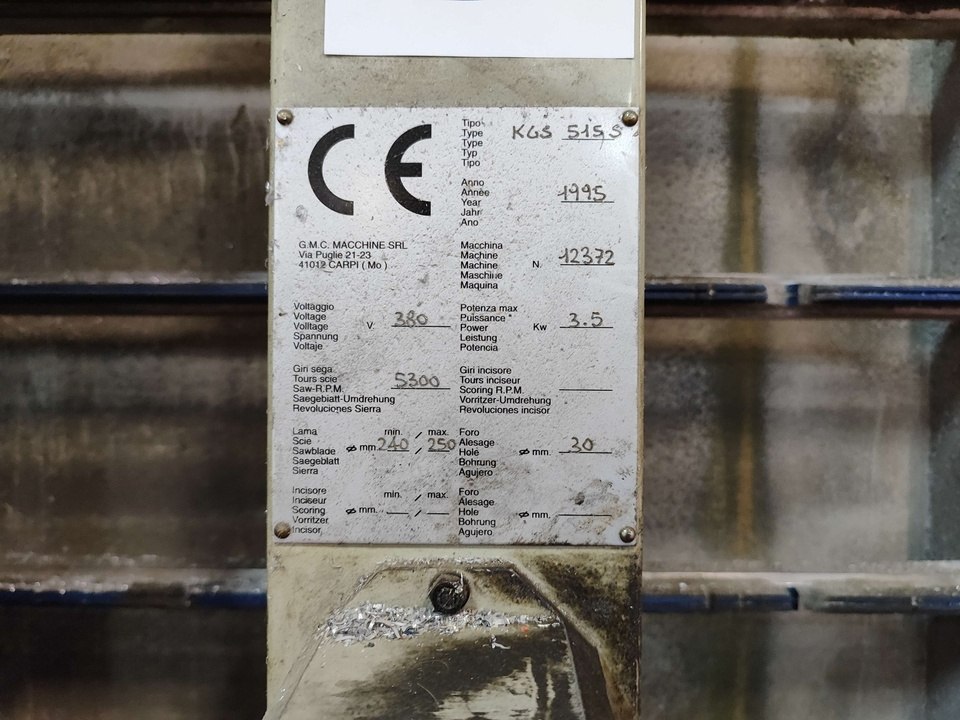 CE
Tipo
Type KGS 515 S
Type
Typ
Tipo
Anno
Année
Year 1995
Jahr
Ano
G.M.C. MACCHINE SRL
Via Puglie 21-23
41012 CARPI ( Mo )
Macchina
Machine
Machine N. 12372
Maschine
Maquina
Voltaggio
Voltage
Volltage V. 380
Spannung
Voltaje
Potenza max
Puissance "
Power Kw 3.5
Leistung
Potencia
Giri sega
Tours scie
Saw-R.P.M. 5300
Saegebiatt-Umdrehung
Revoluciones Sierra
Giri incisore
Tours inciseur
Scoring R.P.M.
Vorritzer-Umdrehung
Revoluciones incisor
Lama min. / max.
Scie
Sawblade ø mm. 240 / 250
Saegeblatt
Sierra
Foro
Alesage
Hole ø mm. 30
Bohrung
Agujero
Incisore min. / max.
Inciseur
Scoring ø mm. /
Vorritzer
Incisor
Foro
Alesage
Hole ø mm.
Bohrung
Agujero